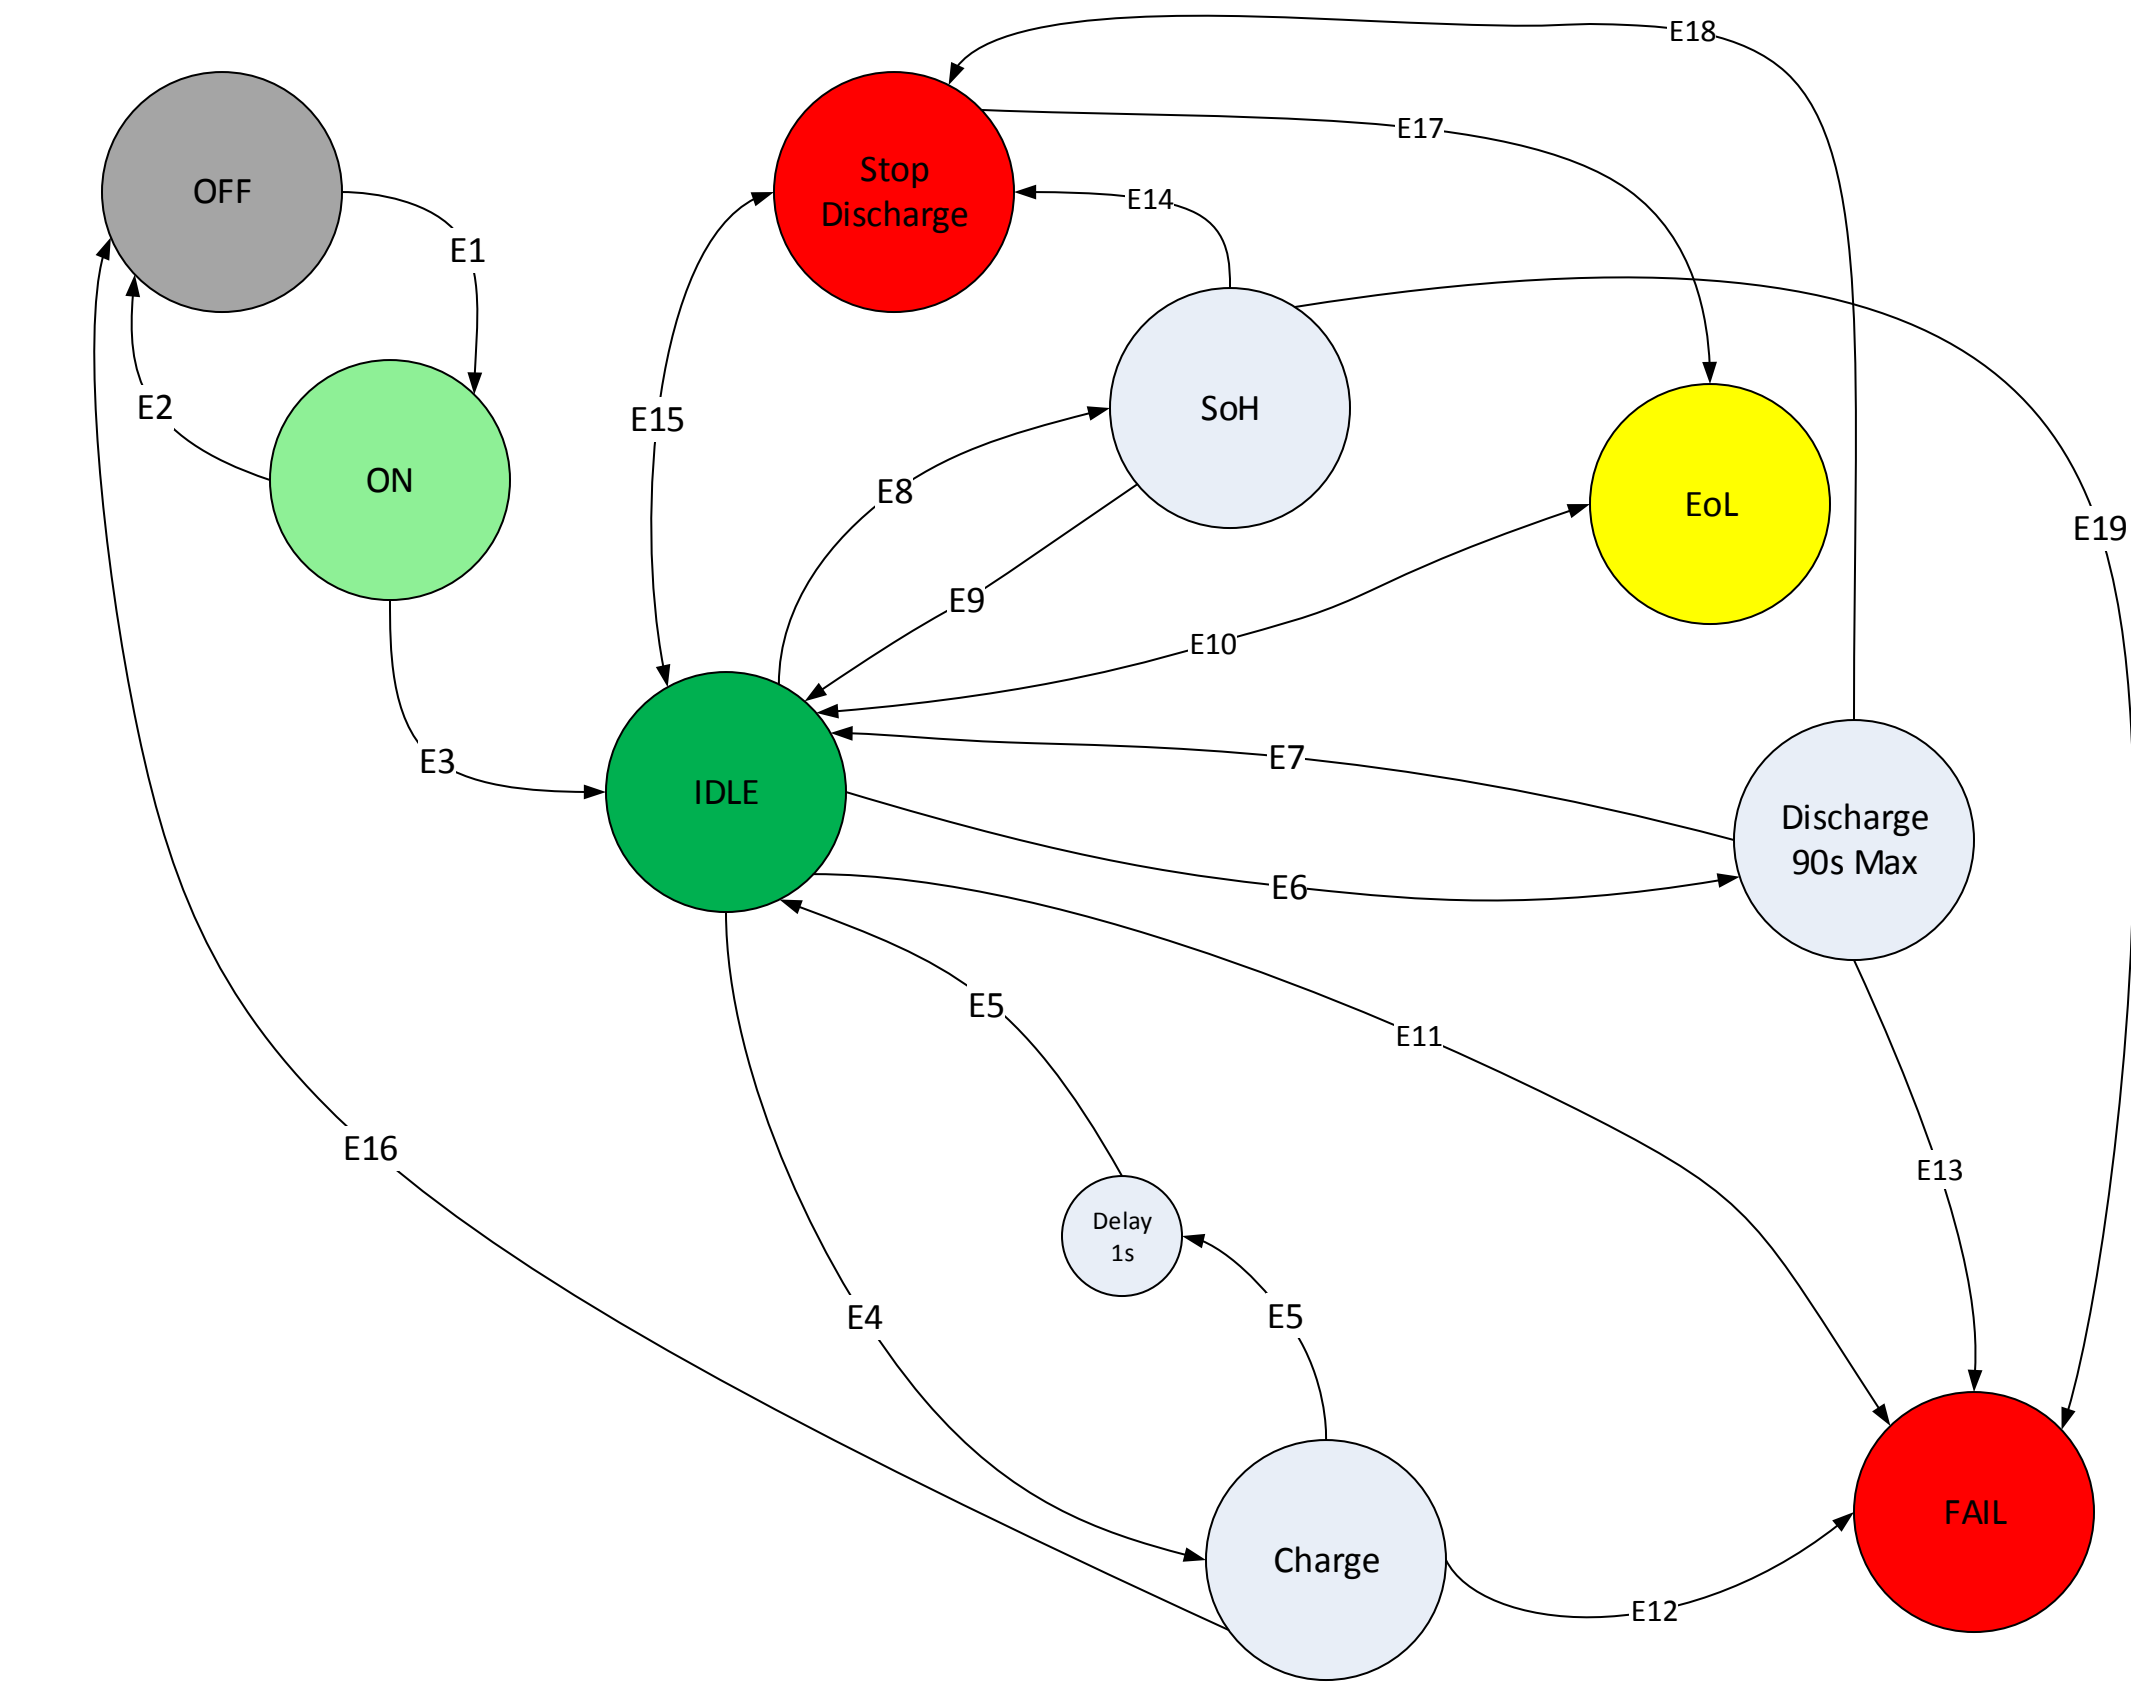 E18
E17
OFF
Stop
Discharge
E14
E1
E2
E15
SoH
ON
E8
EoL
E19
E9
E10
E3
E7
IDLE
Discharge
90s Max
E6
E5
E11
E16
E13
Delay
1s
E4
E5
Charge
FAIL
E12